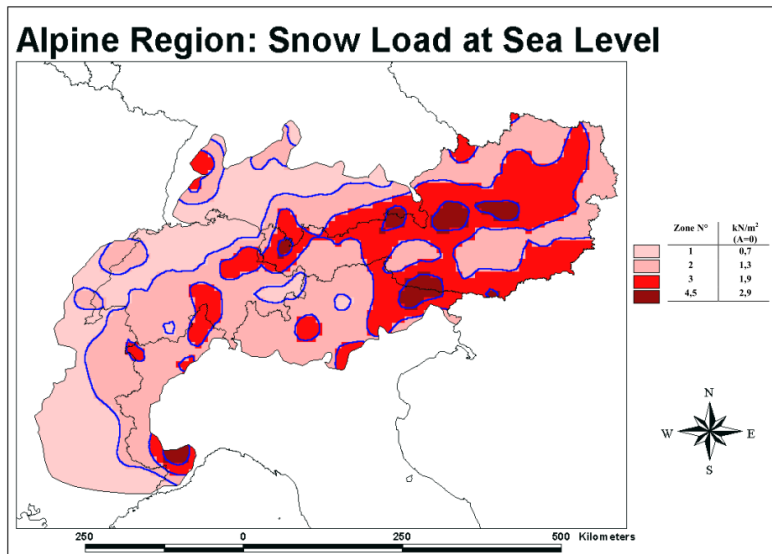 Alpine Region: Snow Load at Sea Level
Zone N° kN/m²
(A=0)
1 0,7
2 1,3
3 1,9
4,5 2,9
N
W E
S
250 0 250 500 Kilometers